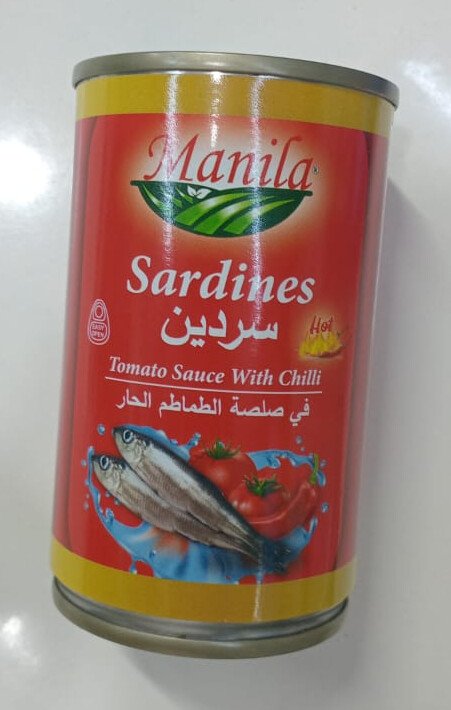 Manila
Sardines
سردين
Hot
EASY OPEN
Tomato Sauce With Chilli
في صلصة الطماطم الحار